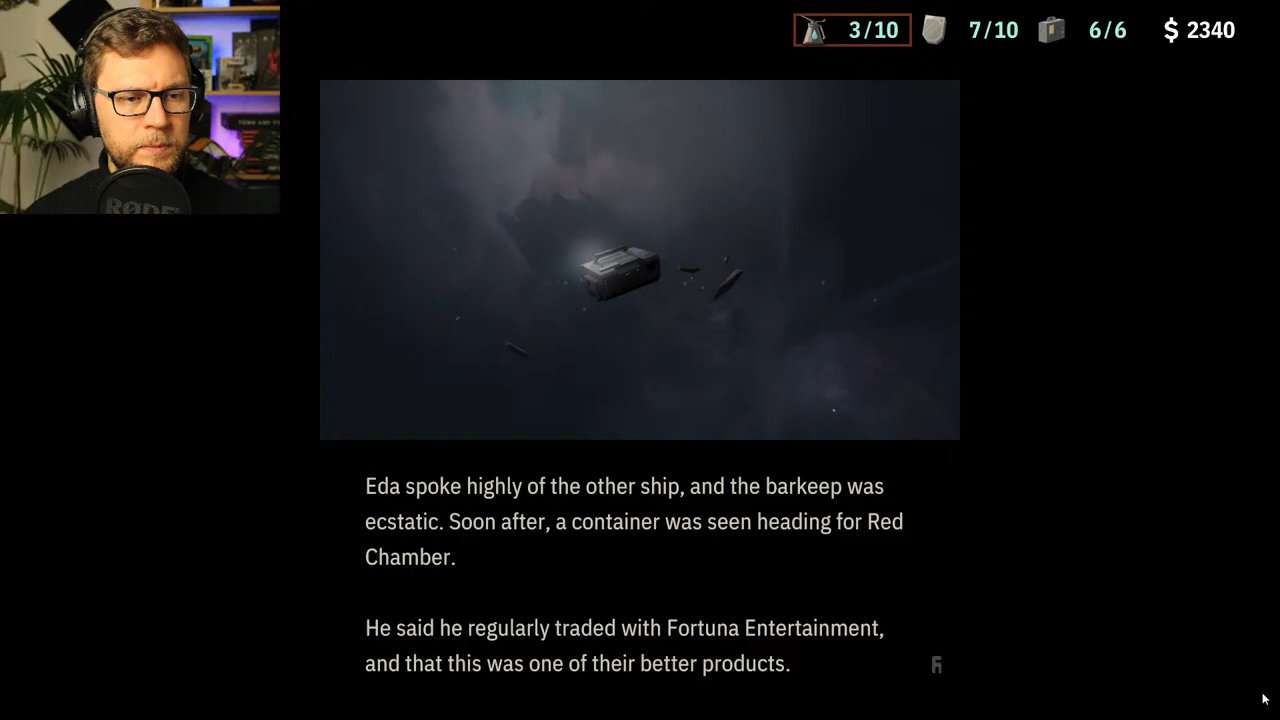 3/10 7/10 6/6 $ 2340
RØDE
Eda spoke highly of the other ship, and the barkeep was
ecstatic. Soon after, a container was seen heading for Red
Chamber.
He said he regularly traded with Fortuna Entertainment,
and that this was one of their better products.